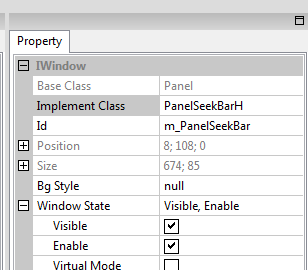 Property
IWindow
Base Class Panel
Implement Class PanelSeekBarH
Id m_PanelSeekBar
Position 8; 108; 0
Size 674; 85
Bg Style null
Window State Visible, Enable
Visible
Enable
Virtual Mode